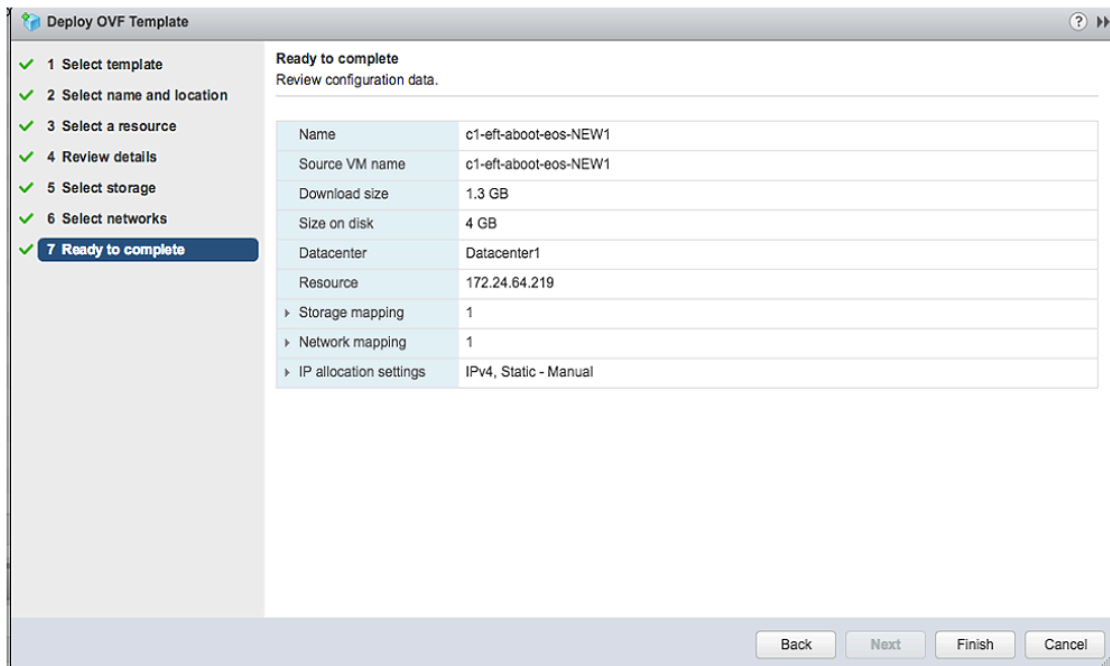 Deploy OVF Template
?
1 Select template
2 Select name and location
3 Select a resource
4 Review details
5 Select storage
6 Select networks
7 Ready to complete
Ready to complete
Review configuration data.
Name c1-eft-aboot-eos-NEW1
Source VM name c1-eft-aboot-eos-NEW1
Download size 1.3 GB
Size on disk 4 GB
Datacenter Datacenter1
Resource 172.24.64.219
Storage mapping 1
Network mapping 1
IP allocation settings IPv4, Static - Manual
Back Next Finish Cancel